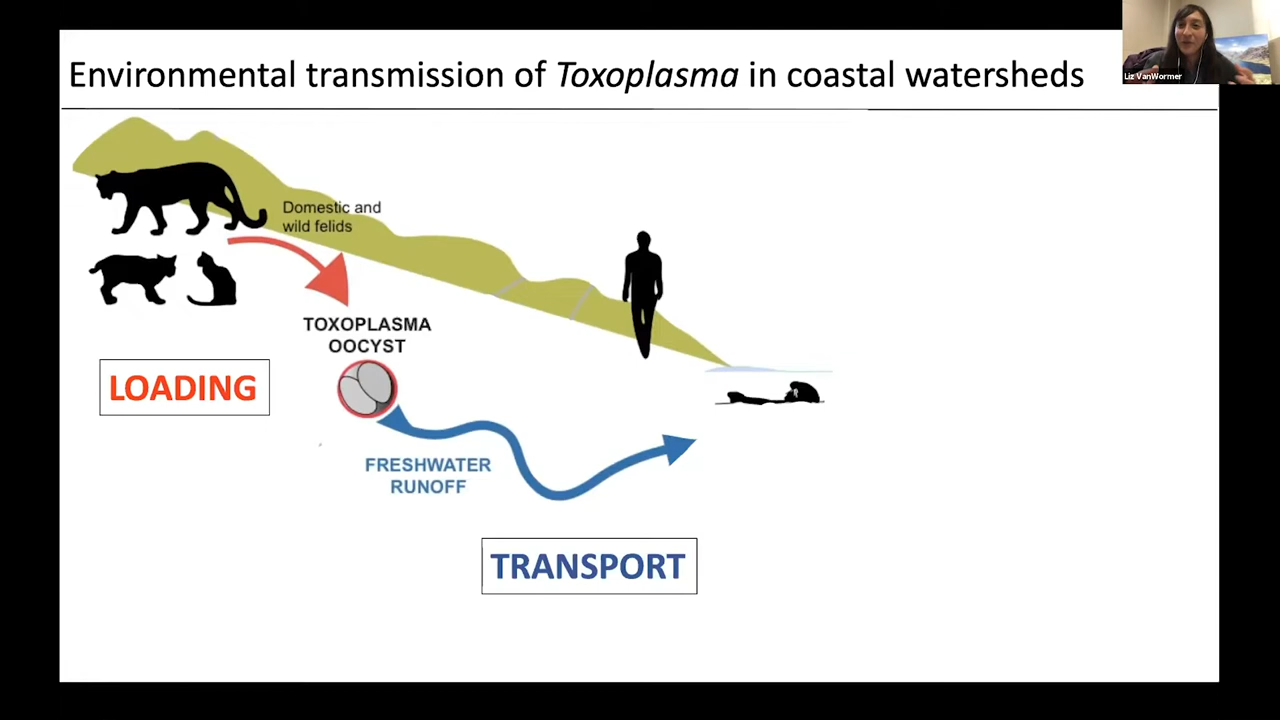 Environmental transmission of Toxoplasma in coastal watersheds
Liz VanWormer
Domestic and
wild felids
TOXOPLASMA
OOCYST
LOADING
FRESHWATER
RUNOFF
TRANSPORT